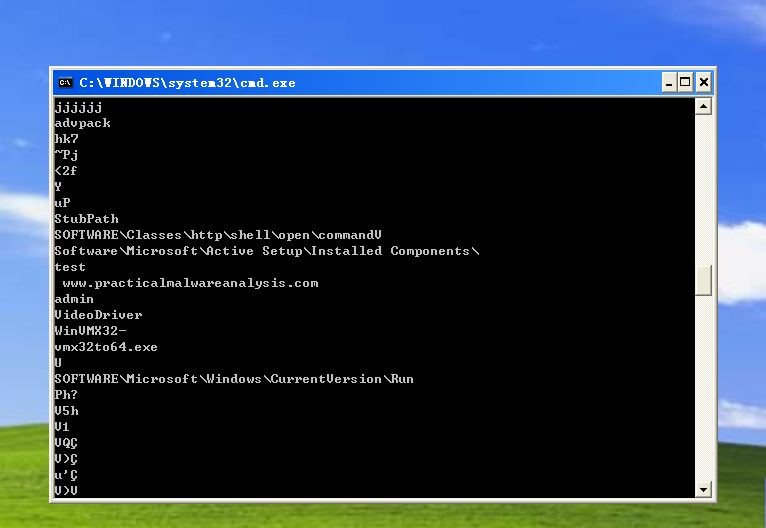 C:\WINDOWS\system32\cmd.exe
jjjjjj
advpack
hk7
~Pj
<2f
Y
uP
StubPath
SOFTWARE\Classes\http\shell\open\commandV
Software\Microsoft\Active Setup\Installed Components\
test
www.practicalmalwareanalysis.com
admin
VideoDriver
WinVMX32-
vmx32to64.exe
U
SOFTWARE\Microsoft\Windows\CurrentVersion\Run
Ph?
V5h
V1
VQÇ
V>Ç
u'Ç
V>V